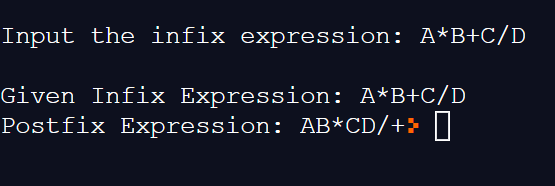 Input the infix expression: A*B+C/D
Given Infix Expression: A*B+C/D
Postfix Expression: AB*CD/+